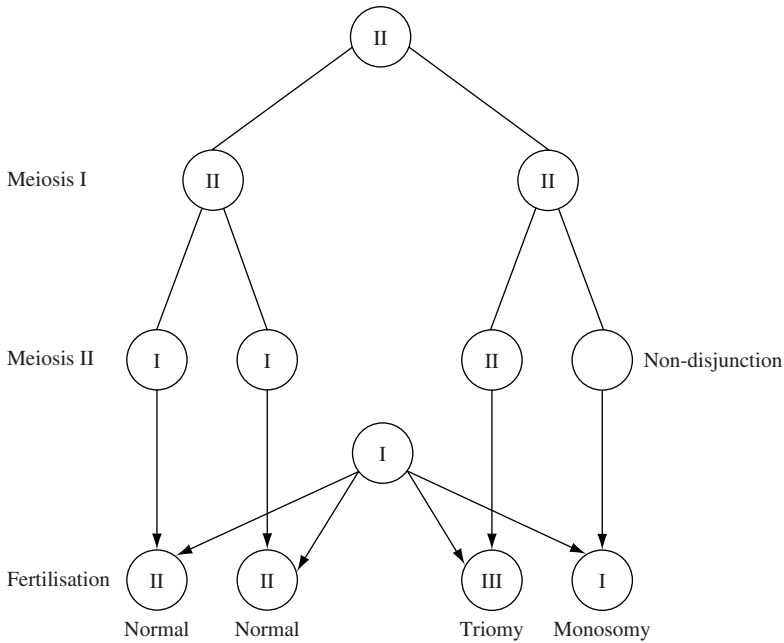 II
Meiosis I
II
II
Meiosis II
I
I
II
Non-disjunction
I
Fertilisation
II
II
III
I
Normal
Normal
Triomy
Monosomy